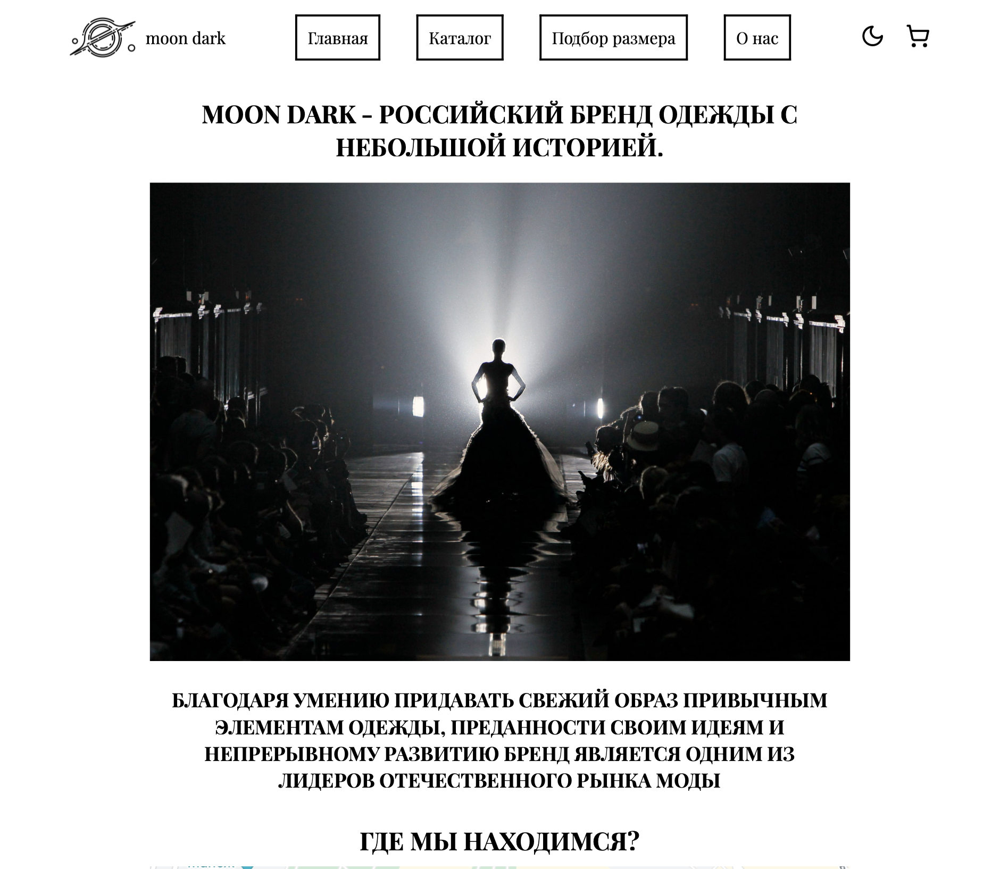 moon dark
Главная
Каталог
Подбор размера
О нас
MOON DARK – РОССИЙСКИЙ БРЕНД ОДЕЖДЫ С
НЕБОЛЬШОЙ ИСТОРИЕЙ.
БЛАГОДАРЯ УМЕНИЮ ПРИДАВАТЬ СВЕЖИЙ ОБРАЗ ПРИВЫЧНЫМ
ЭЛЕМЕНТАМ ОДЕЖДЫ, ПРЕДАННОСТИ СВОИМ ИДЕЯМ И
НЕПРЕРЫВНОМУ РАЗВИТИЮ БРЕНД ЯВЛЯЕТСЯ ОДНИМ ИЗ
ЛИДЕРОВ ОТЕЧЕСТВЕННОГО РЫНКА МОДЫ
ГДЕ МЫ НАХОДИМСЯ?